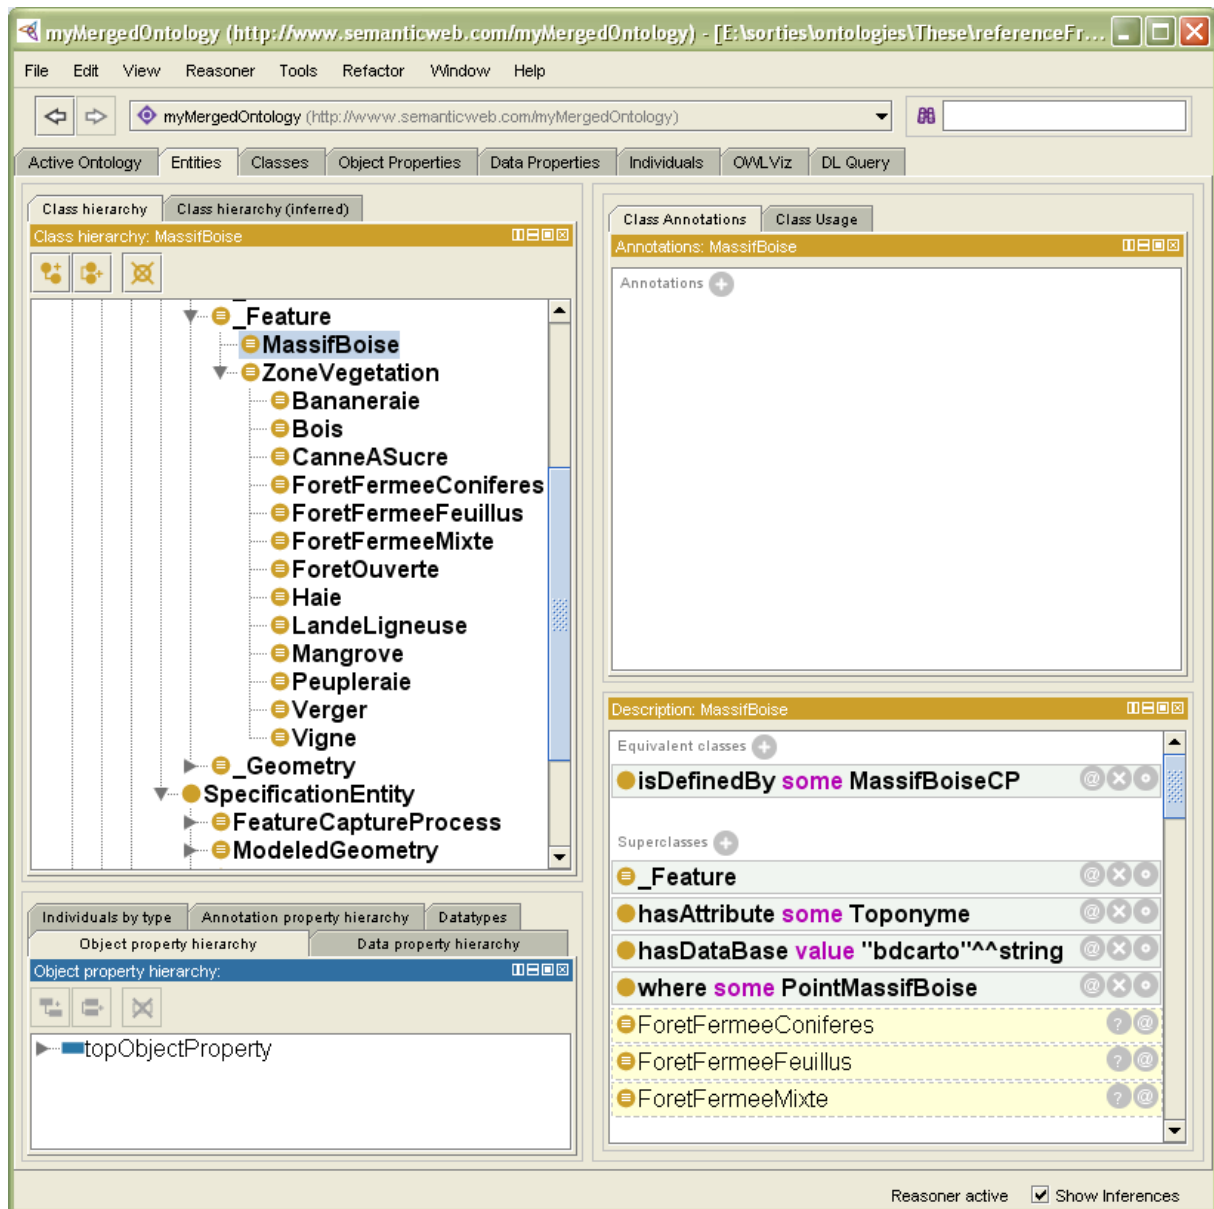 myMergedOntology (http://www.semanticweb.com/myMergedOntology) - [E:\sorties\ontologies\These\referenceFr...
File Edit View Reasoner Tools Refactor Window Help
myMergedOntology (http://www.semanticweb.com/myMergedOntology)
Active Ontology Entities Classes Object Properties Data Properties Individuals OWLViz DL Query
Class hierarchy Class hierarchy (inferred)
Class hierarchy: MassifBoise
_Feature
MassifBoise
ZoneVegetation
Bananeraie
Bois
CanneASucre
ForetFermeeConiferes
ForetFermeeFeuillus
ForetFermeeMixte
ForetOuverte
Haie
LandeLigneuse
Mangrove
Peupleraie
Verger
Vigne
_Geometry
SpecificationEntity
FeatureCaptureProcess
ModeledGeometry
Individuals by type Annotation property hierarchy Datatypes
Object property hierarchy Data property hierarchy
Object property hierarchy:
topObjectProperty
Class Annotations Class Usage
Annotations: MassifBoise
Annotations
Description: MassifBoise
Equivalent classes
isDefinedBy some MassifBoiseCP
Superclasses
_Feature
hasAttribute some Toponyme
hasDataBase value "bdcarto"^^string
where some PointMassifBoise
ForetFermeeConiferes
ForetFermeeFeuillus
ForetFermeeMixte
Reasoner active Show Inferences